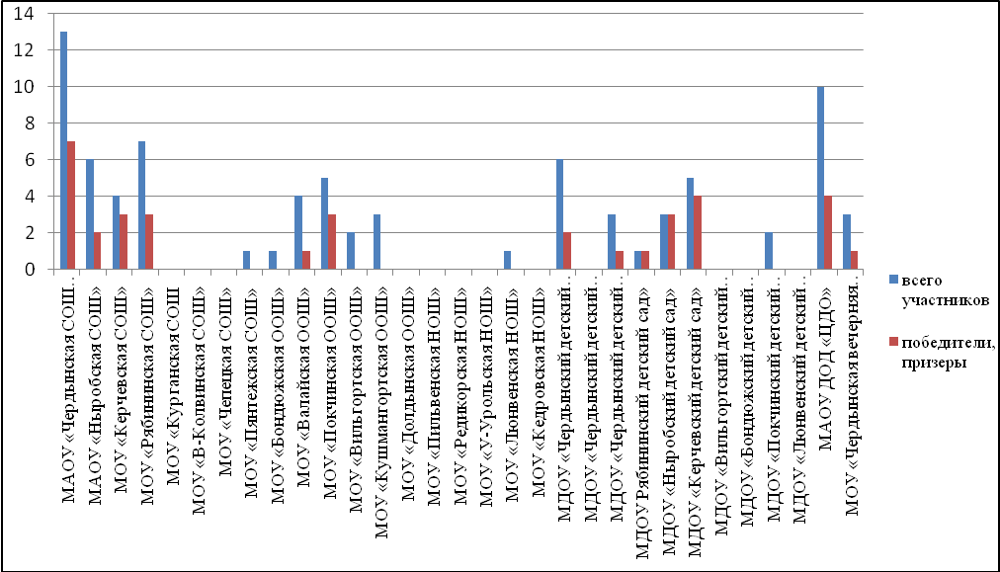 14
12
10
8
6
4
2
0
МАОУ «Чердынская СОШ…
МАОУ «Ныробская СОШ»
МОУ «Керчевская СОШ»
МОУ «Рябининская СОШ»
МОУ «Курганская СОШ
МОУ «В-Колвинская СОШ»
МОУ «Чепецкая СОШ»
МОУ «Пянтежская СОШ»
МОУ «Бондюжская ООШ»
МОУ «Валайская ООШ»
МОУ «Покчинская ООШ»
МОУ «Вильгортская ООШ»
МОУ «Кушмангортская ООШ»
МОУ «Долдынская ООШ»
МОУ «Пильвенская НОШ»
МОУ «Редикорская НОШ»
МОУ «У-Урольская НОШ»
МОУ «Люнвенская НОШ»
МОУ «Кедровская НОШ»
МДОУ «Чердынский детский…
МДОУ «Чердынский детский…
МДОУ «Чердынский детский…
МДОУ Рябининский детский сад»
МДОУ «Ныробский детский сад»
МДОУ «Керчевский детский сад»
МДОУ «Вильгортский детский…
МДОУ «Бондюжский детский…
МДОУ «Покчинский детский…
МДОУ «Люнвенский детский…
МАОУ ДОД «ЦДО»
МОУ «Чердынская вечерняя…
всего
участников
победители,
призеры